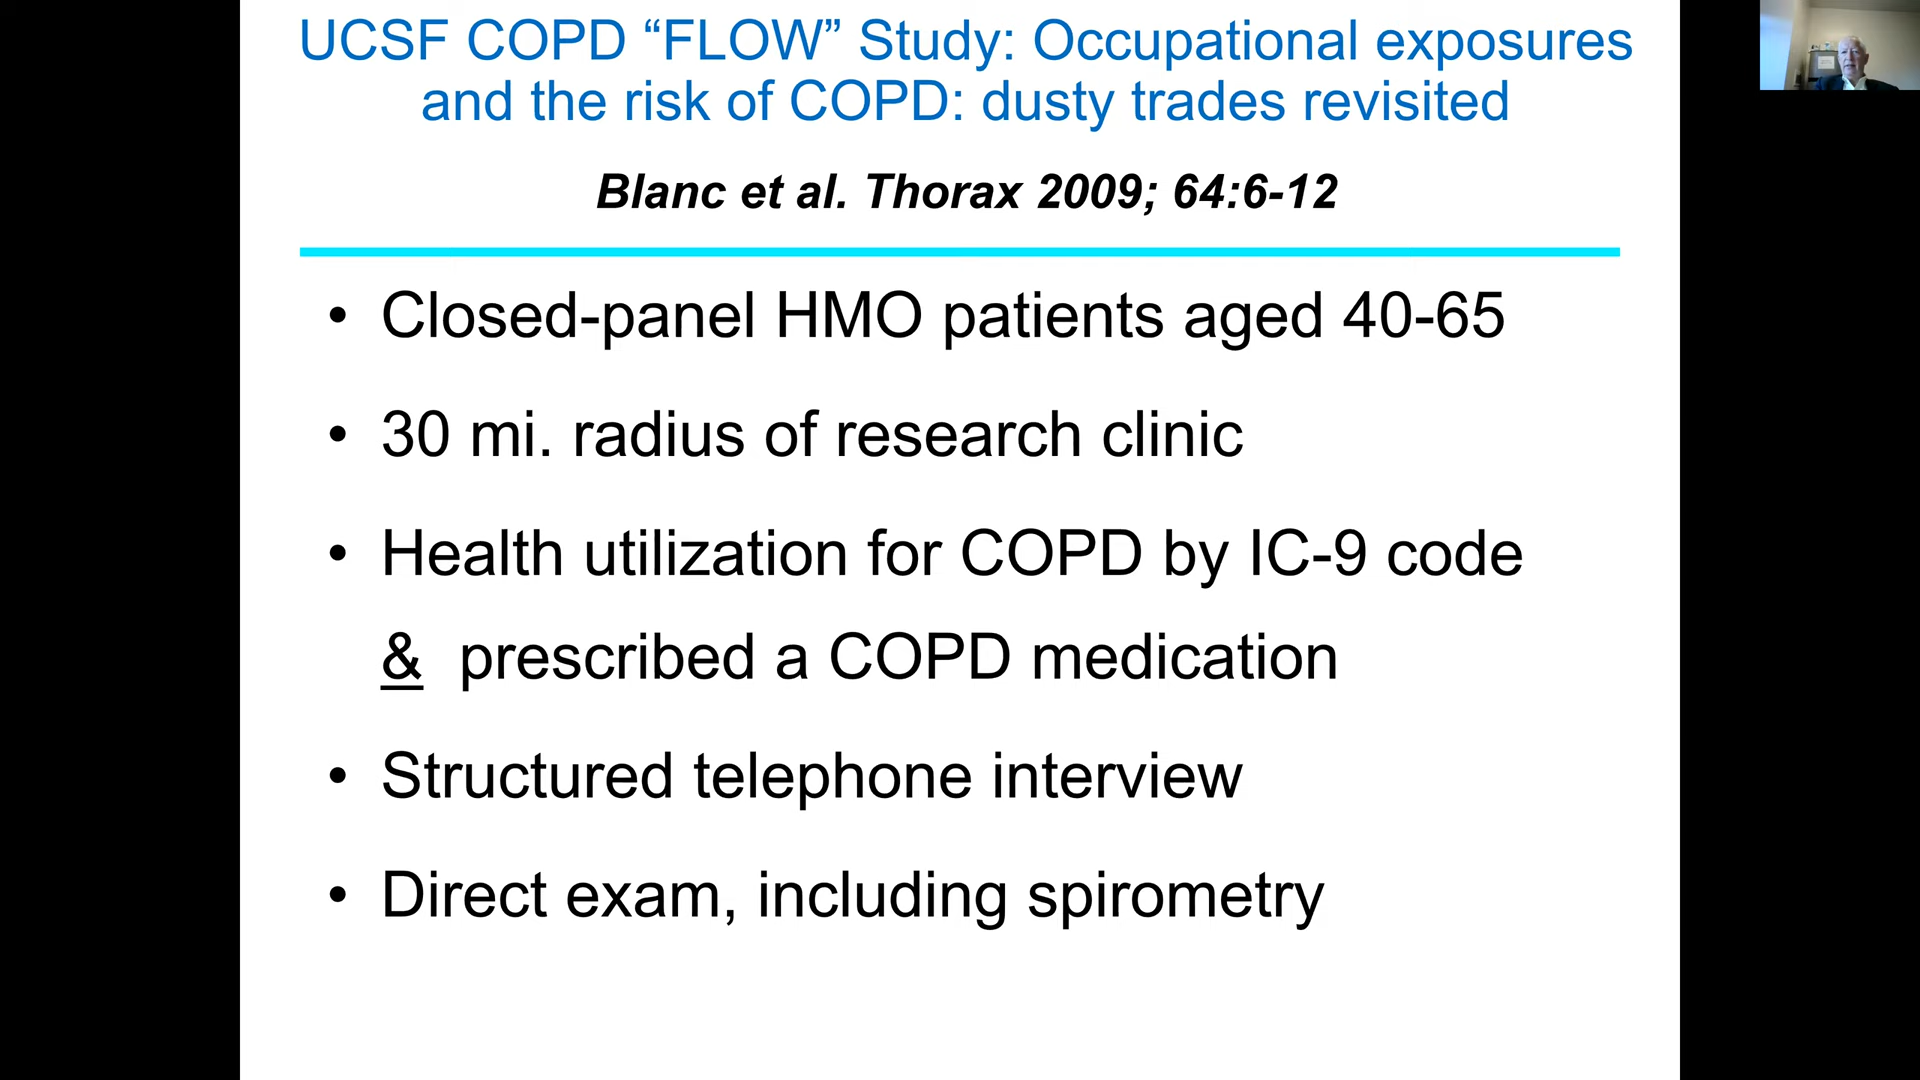 UCSF COPD “FLOW” Study: Occupational exposures
and the risk of COPD: dusty trades revisited
Blanc et al. Thorax 2009; 64:6-12
• Closed-panel HMO patients aged 40-65
• 30 mi. radius of research clinic
• Health utilization for COPD by IC-9 code
& prescribed a COPD medication
• Structured telephone interview
• Direct exam, including spirometry